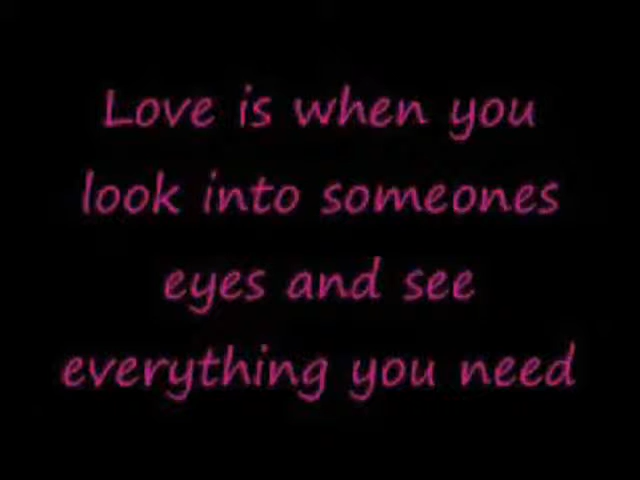 Love is when you
look into someones
eyes and see
everything you need